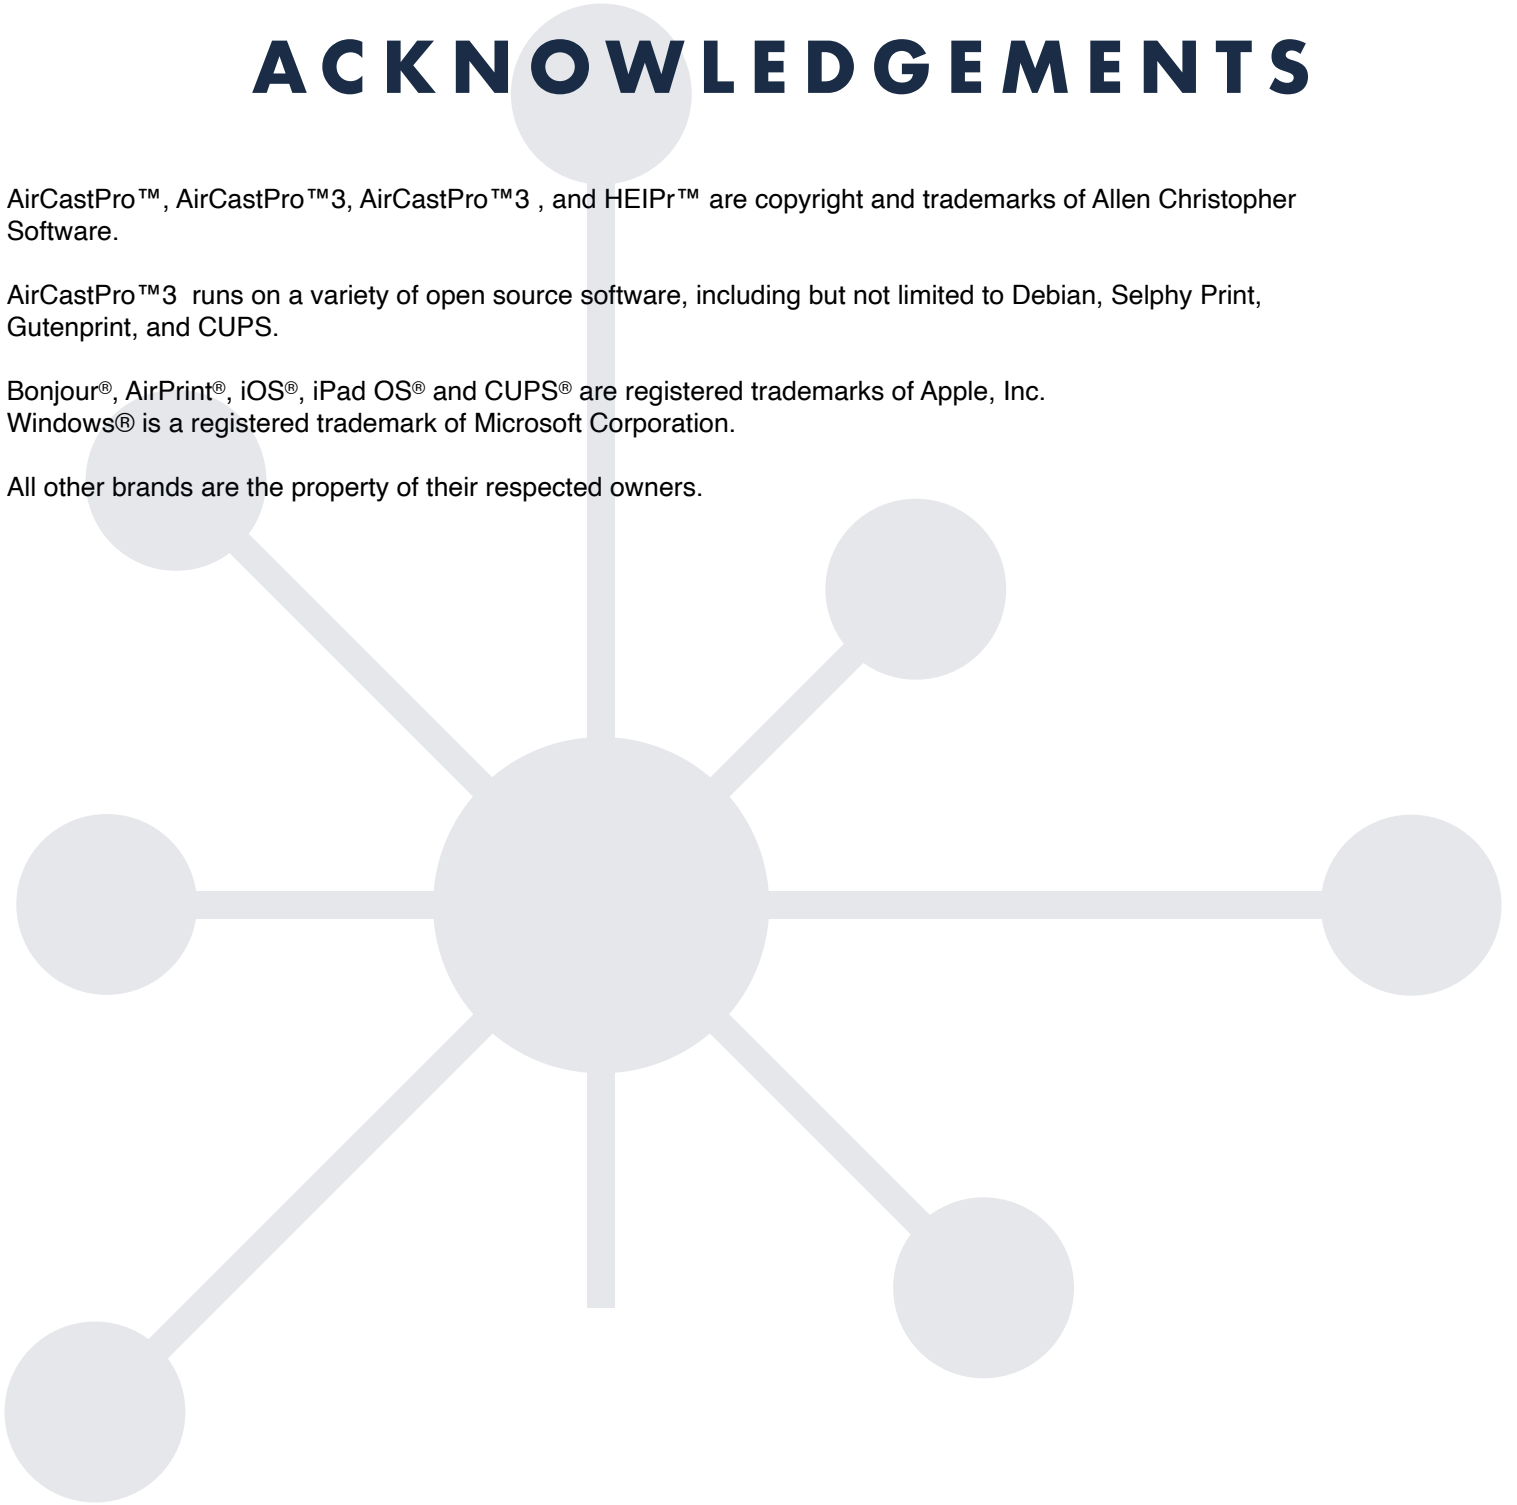 ACKNOWLEDGEMENTS
AirCastPro™, AirCastPro™3, AirCastPro™3 , and HEIPr™ are copyright and trademarks of Allen Christopher
Software.
AirCastPro™3  runs on a variety of open source software, including but not limited to Debian, Selphy Print,
Gutenprint, and CUPS.
Bonjour®, AirPrint®, iOS®, iPad OS® and CUPS® are registered trademarks of Apple, Inc.
Windows® is a registered trademark of Microsoft Corporation.
All other brands are the property of their respected owners.